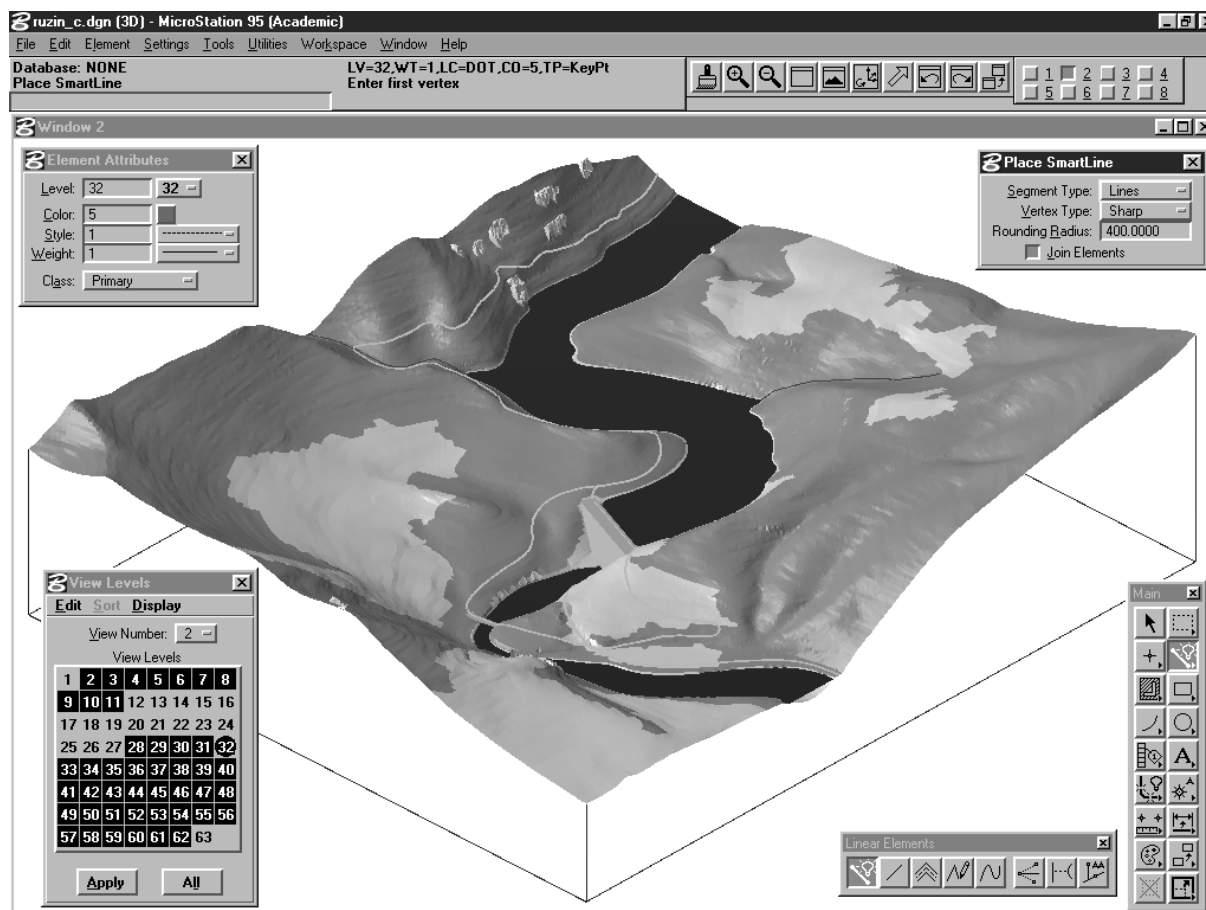 ruzin_c.dgn (3D) - MicroStation 95 (Academic)
File Edit Element Settings Tools Utilities Workspace Window Help
Database: NONE LV=32,WT=1,LC=DOT,CO=5,TP=KeyPt
Place SmartLine Enter first vertex
1 2 3 4
5 6 7 8
Window 2
Element Attributes
Level: 32 32
Color: 5
Style: 1
Weight: 1
Class: Primary
Place SmartLine
Segment Type: Lines
Vertex Type: Sharp
Rounding Radius: 400.0000
Join Elements
View Levels
Edit Sort Display
View Number: 2
View Levels
1 2 3 4 5 6 7 8
9 10 11 12 13 14 15 16
17 18 19 20 21 22 23 24
25 26 27 28 29 30 31 32
33 34 35 36 37 38 39 40
41 42 43 44 45 46 47 48
49 50 51 52 53 54 55 56
57 58 59 60 61 62 63
Apply All
Main
A
Linear Elements